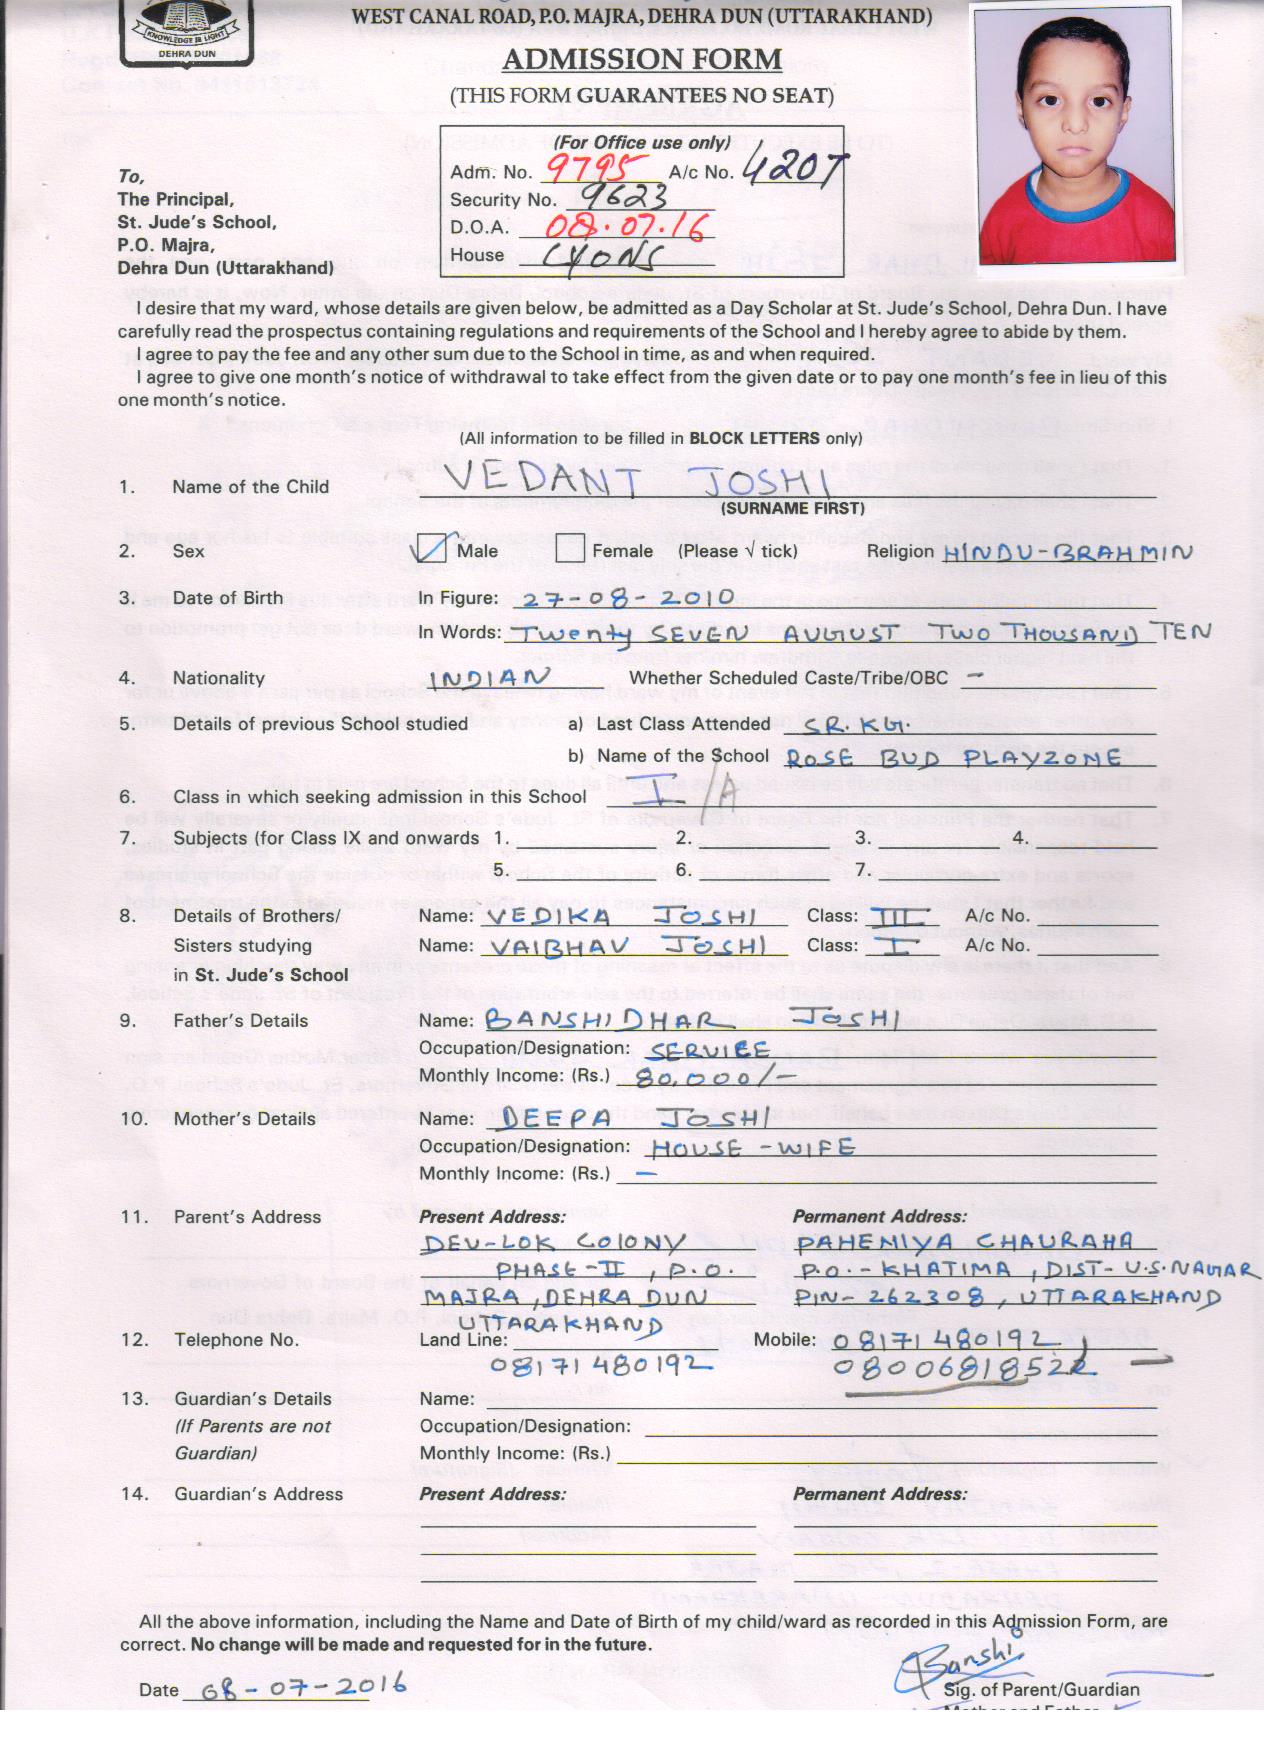 KNOWLEDGE IS LIGHT
DEHRA DUN
WEST CANAL ROAD, P.O. MAJRA, DEHRA DUN (UTTARAKHAND)
ADMISSION FORM
(THIS FORM GUARANTEES NO SEAT)
(For Office use only)
Adm. No. 9795 A/c No. 4207
Security No. 9623
D.O.A. 08.07.16
House LYONS
To,
The Principal,
St. Jude's School,
P.O. Majra,
Dehra Dun (Uttarakhand)
I desire that my ward, whose details are given below, be admitted as a Day Scholar at St. Jude's School, Dehra Dun. I have
carefully read the prospectus containing regulations and requirements of the School and I hereby agree to abide by them.
I agree to pay the fee and any other sum due to the School in time, as and when required.
I agree to give one month's notice of withdrawal to take effect from the given date or to pay one month's fee in lieu of this
one month's notice.
(All information to be filled in BLOCK LETTERS only)
1. Name of the Child VEDANT JOSHI
(SURNAME FIRST)
2. Sex ✓ Male Female (Please √ tick) Religion HINDU-BRAHMIN
3. Date of Birth In Figure: 27-08-2010
In Words: Twenty SEVEN AUGUST TWO THOUSAND TEN
4. Nationality INDIAN Whether Scheduled Caste/Tribe/OBC -
5. Details of previous School studied a) Last Class Attended SR. KG.
b) Name of the School ROSE BUD PLAYZONE
6. Class in which seeking admission in this School I /A
7. Subjects (for Class IX and onwards 1. 2. 3. 4.
5. 6. 7.
8. Details of Brothers/ Name: VEDIKA JOSHI Class: III A/c No.
Sisters studying Name: VAIBHAV JOSHI Class: I A/c No.
in St. Jude's School
9. Father's Details Name: BANSHIDHAR JOSHI
Occupation/Designation: SERVICE
Monthly Income: (Rs.) 80,000/-
10. Mother's Details Name: DEEPA JOSHI
Occupation/Designation: HOUSE-WIFE
Monthly Income: (Rs.) -
11. Parent's Address Present Address: Permanent Address:
DEV-LOK COLONY PAHENIYA CHAURAHA
PHASE-II, P.O. P.O.-KHATIMA, DIST-U.S.NAGAR
MAJRA, DEHRA DUN PIN-262308, UTTARAKHAND
UTTARAKHAND
12. Telephone No. Land Line: Mobile: 08171480192,
08171480192 08006818522
13. Guardian's Details Name:
(If Parents are not Occupation/Designation:
Guardian) Monthly Income: (Rs.)
14. Guardian's Address Present Address: Permanent Address:
All the above information, including the Name and Date of Birth of my child/ward as recorded in this Admission Form, are
correct. No change will be made and requested for in the future.
Banshi
Date 08-07-2016 Sig. of Parent/Guardian